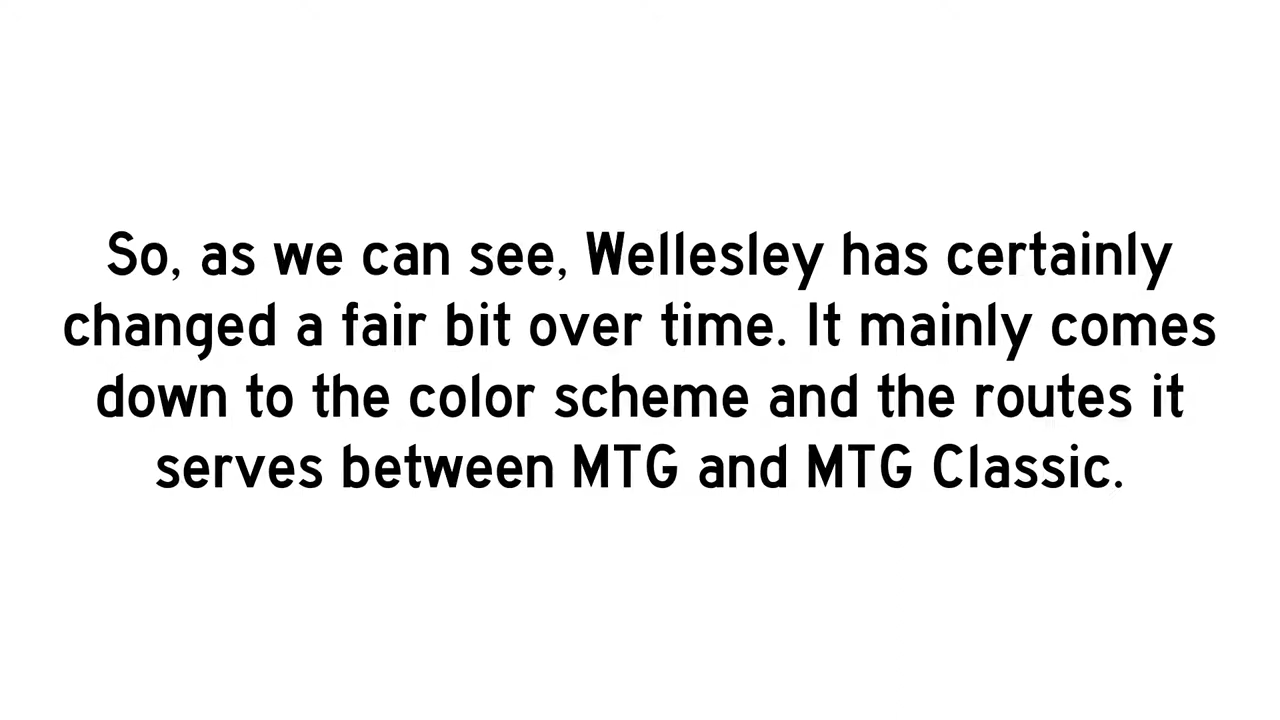 So, as we can see, Wellesley has certainly
changed a fair bit over time. It mainly comes
down to the color scheme and the routes it
serves between MTG and MTG Classic.